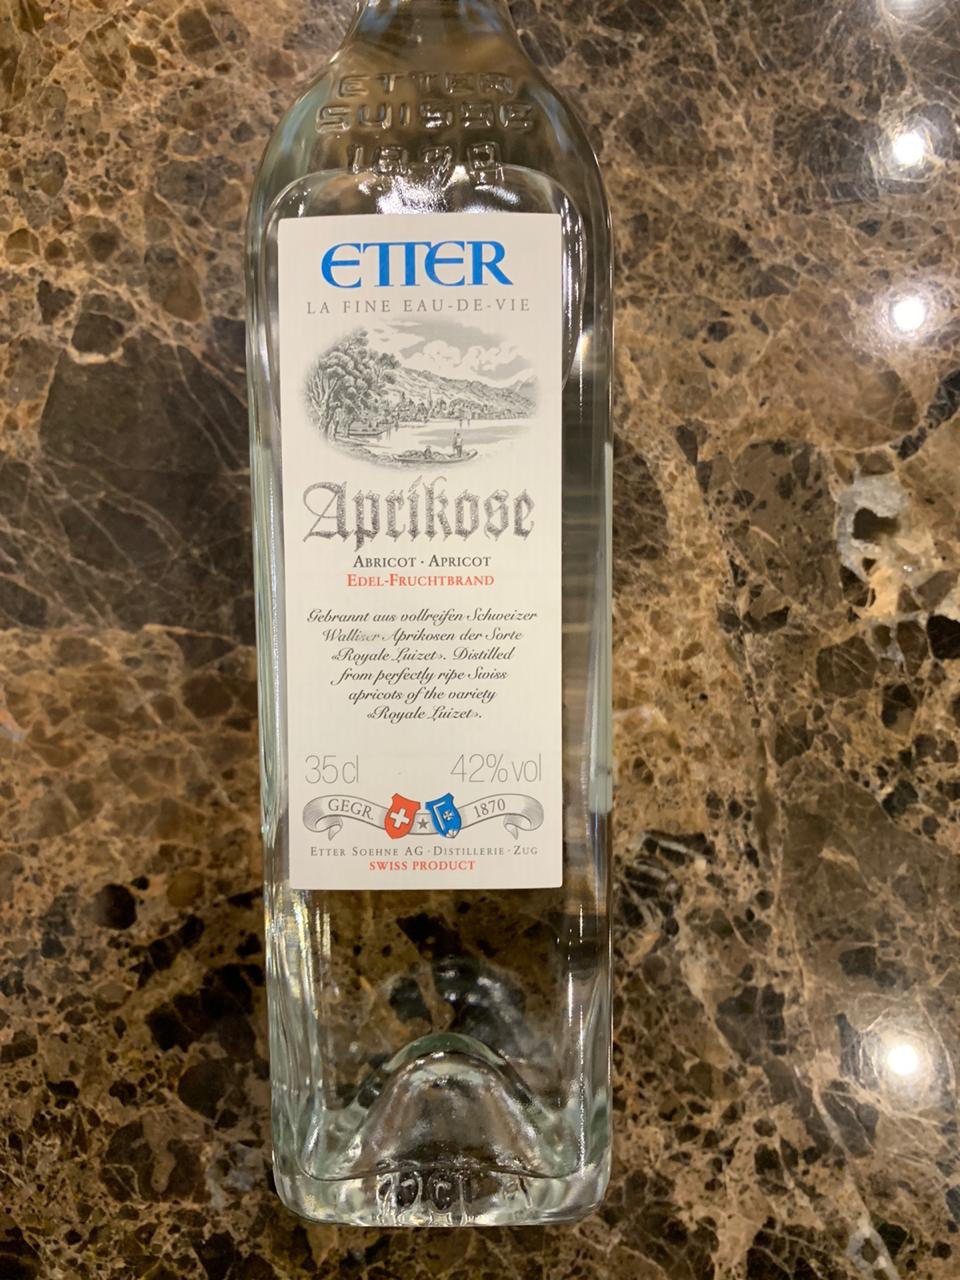 ETTER
SUISSE
1870
ETTER
LA FINE EAU-DE-VIE
Aprikose
ABRICOT · APRICOT
EDEL-FRUCHTBRAND
Gebrannt aus vollreifen Schweizer
Walliser Aprikosen der Sorte
«Royale Luizet». Distilled
from perfectly ripe Swiss
apricots of the variety
«Royale Luizet».
35cl 42%vol
GEGR. 1870
ETTER SOEHNE AG · DISTILLERIE · ZUG
SWISS PRODUCT